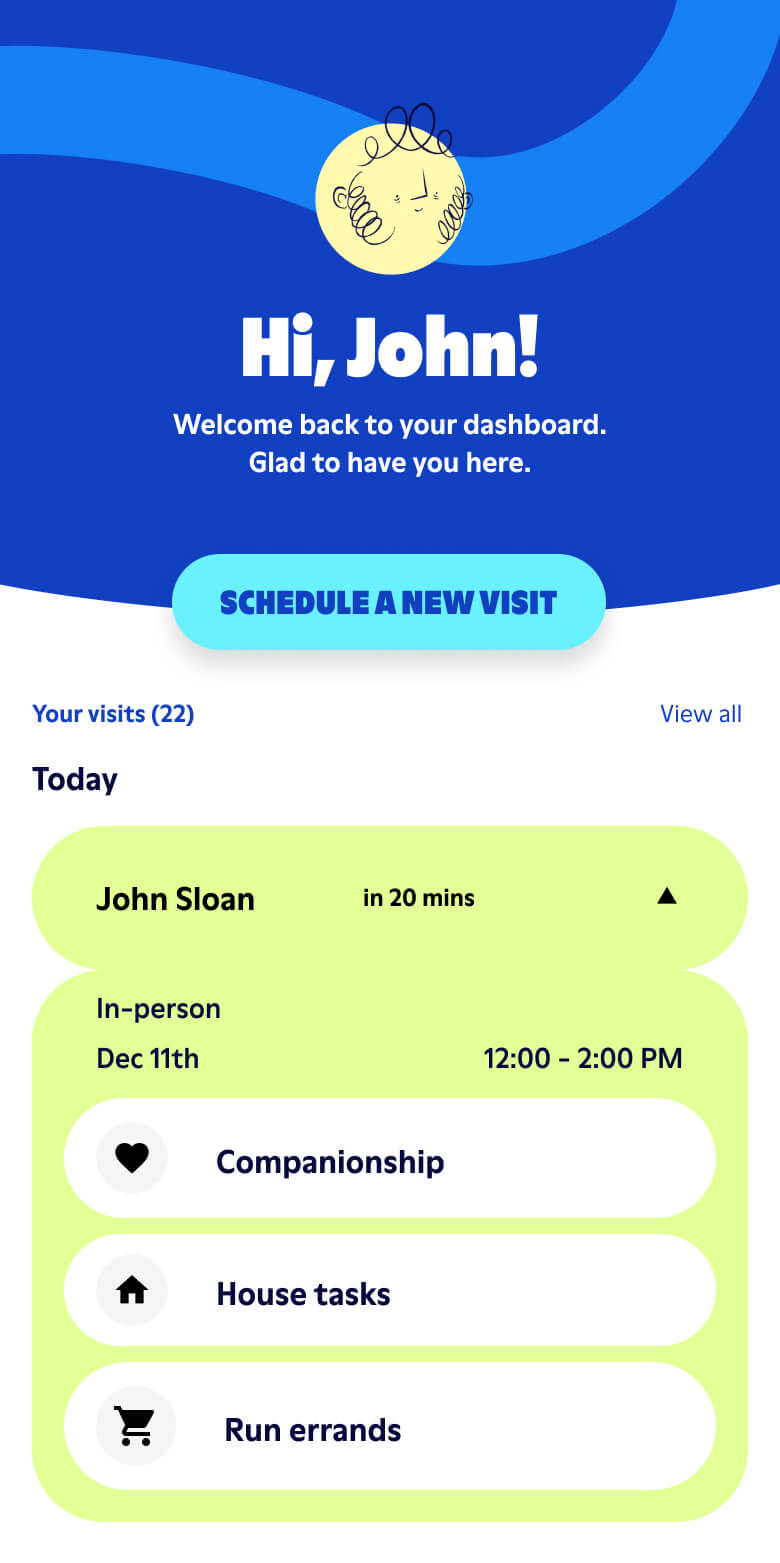 Hi, John!
Welcome back to your dashboard.
Glad to have you here.
SCHEDULE A NEW VISIT
Your visits (22)
View all
Today
John Sloan
in 20 mins
In-person
Dec 11th
12:00 - 2:00 PM
Companionship
House tasks
Run errands